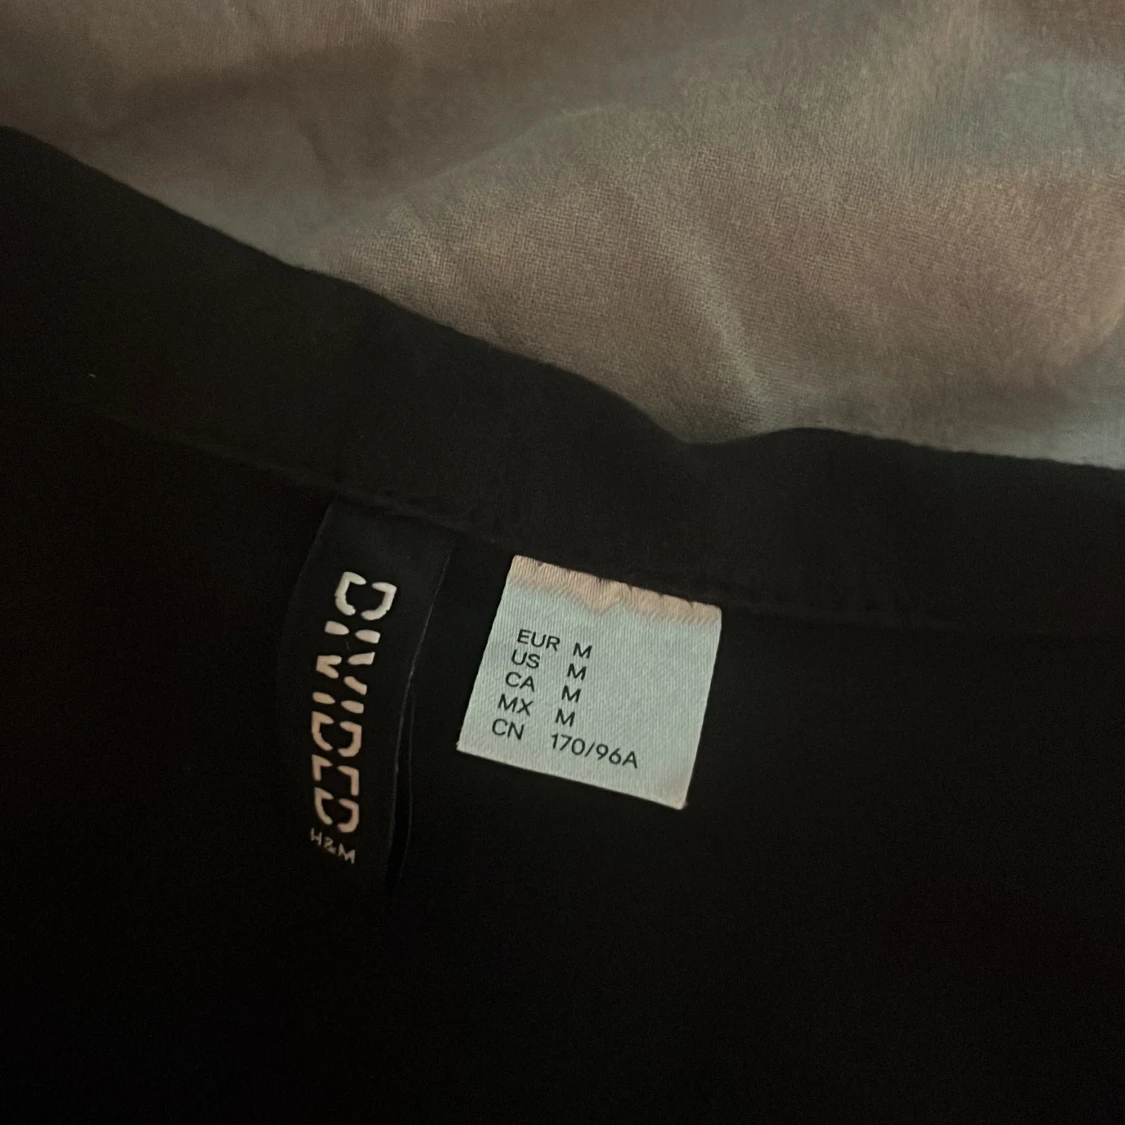 DIVIDED
H&M
EUR M
US M
CA M
MX M
CN 170/96A